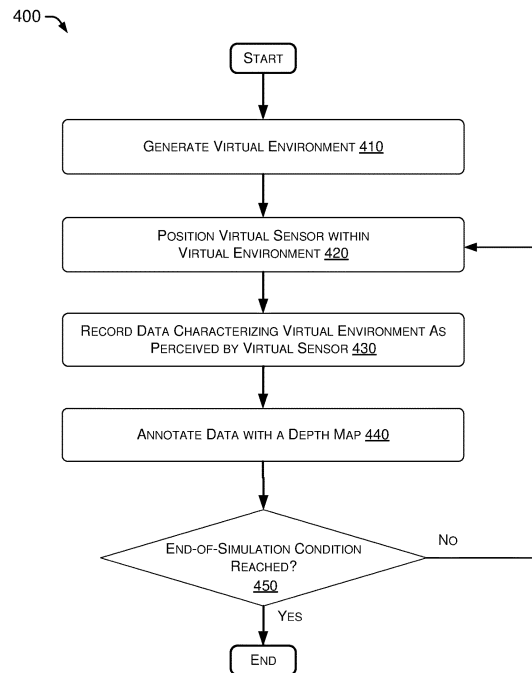 400
START
GENERATE VIRTUAL ENVIRONMENT 410
POSITION VIRTUAL SENSOR WITHIN
VIRTUAL ENVIRONMENT 420
RECORD DATA CHARACTERIZING VIRTUAL ENVIRONMENT AS
PERCEIVED BY VIRTUAL SENSOR 430
ANNOTATE DATA WITH A DEPTH MAP 440
END-OF-SIMULATION CONDITION
REACHED?
450
NO
YES
END